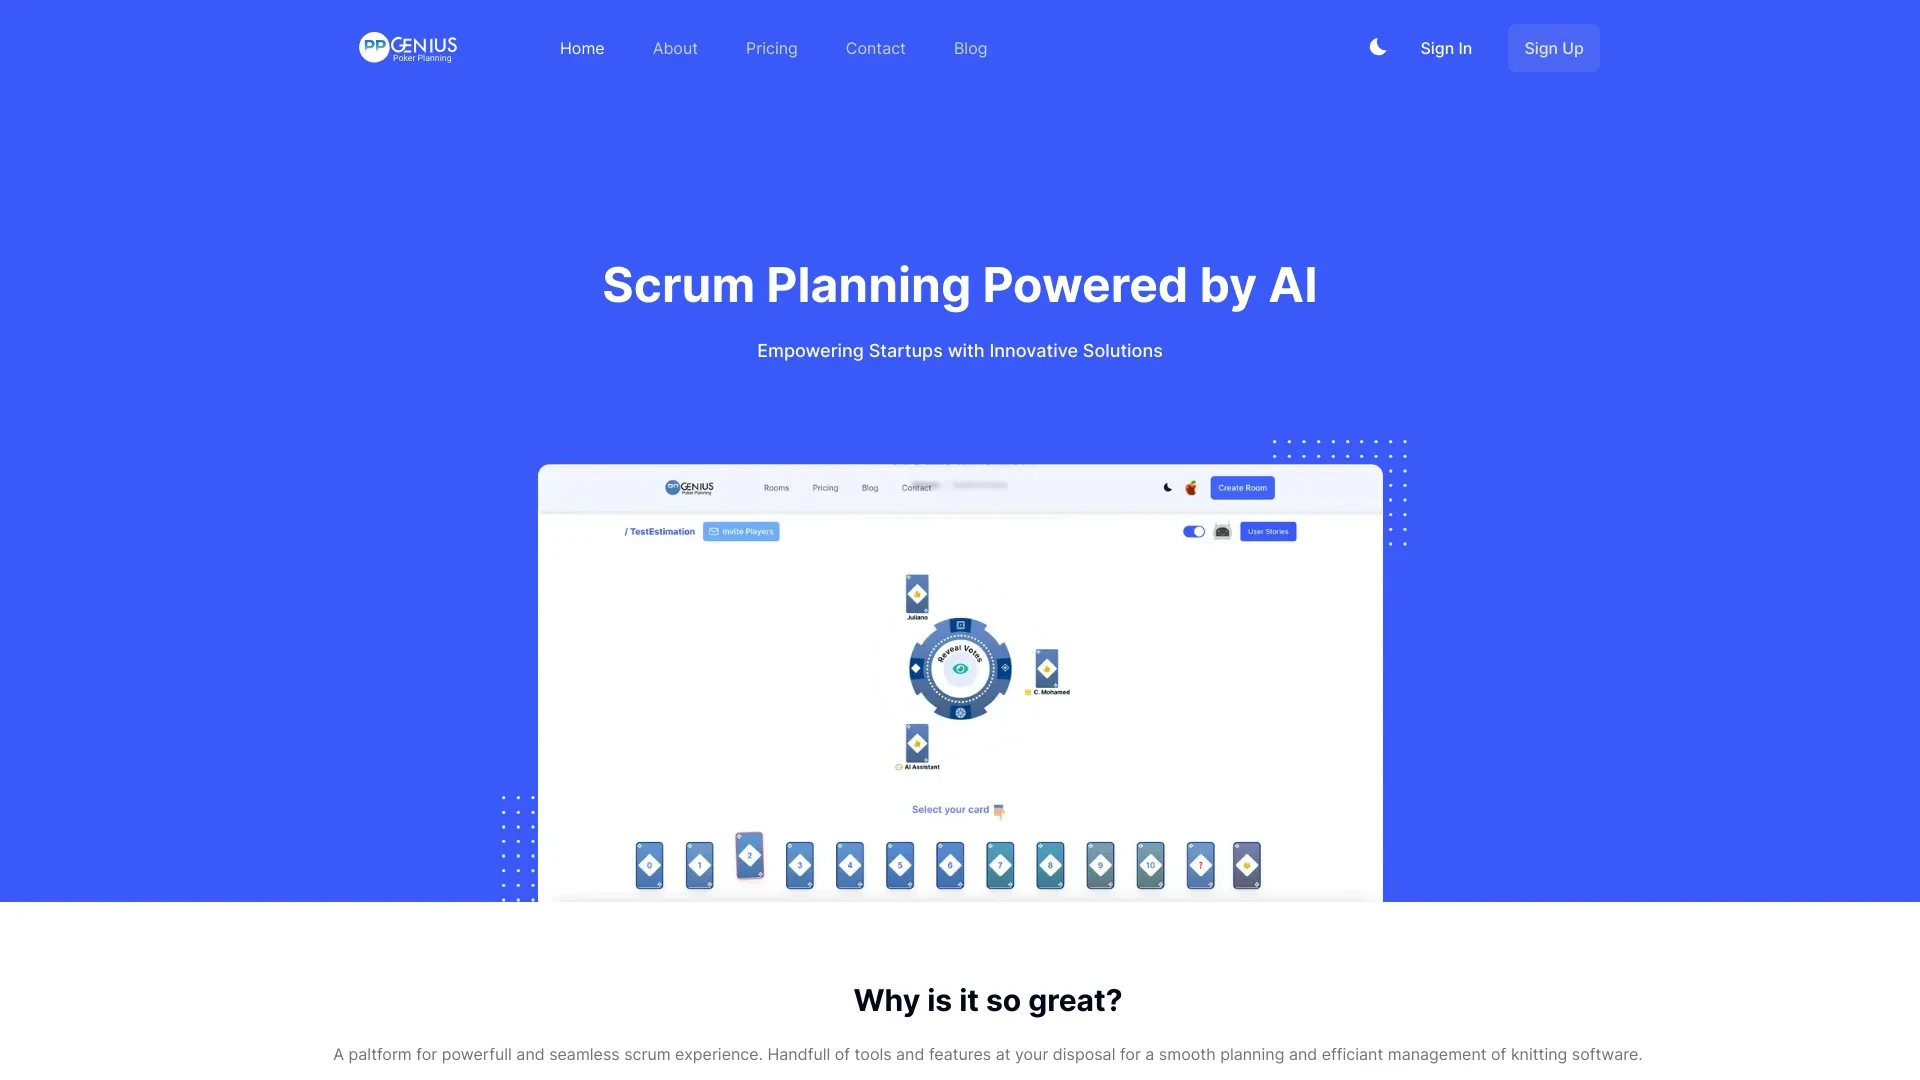 PP GENIUS
Poker Planning
Home About Pricing Contact Blog
Sign In
Sign Up
Scrum Planning Powered by AI
Empowering Startups with Innovative Solutions
GENIUS
Poker Planning
Rooms Pricing Blog Contact
Create Room
/ TestEstimation
Invite Players
User Stories
Juliano
Reveal Votes
C. Mohamed
AI Assistant
Select your card
0 1 2 3 4 5 6 7 8 9 10 ?
Why is it so great?
A paltform for powerfull and seamless scrum experience. Handfull of tools and features at your disposal for a smooth planning and efficiant management of knitting software.